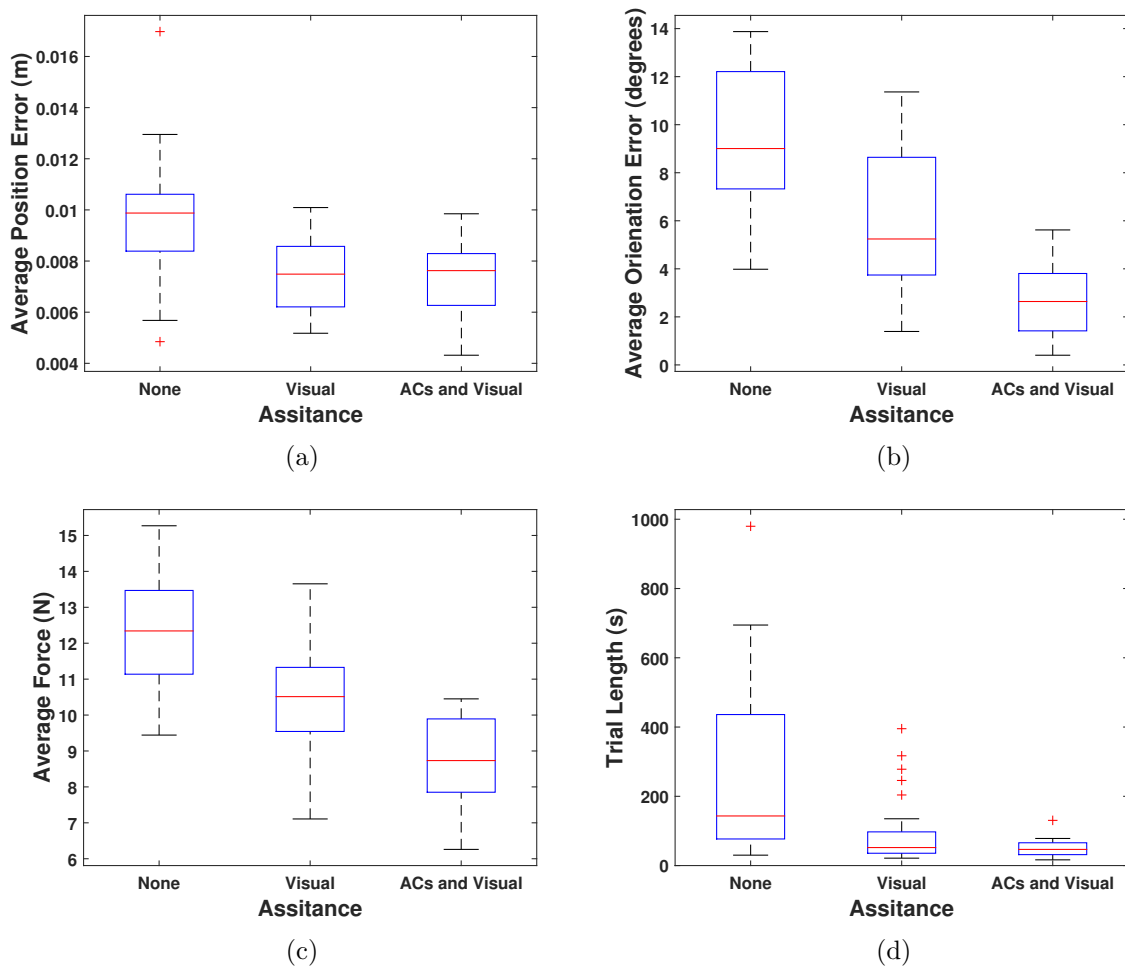 Average Position Error (m)
0.016
0.014
0.012
0.01
0.008
0.006
0.004
None Visual ACs and Visual
Assitance
(a)
Average Orienation Error (degrees)
14
12
10
8
6
4
2
0
None Visual ACs and Visual
Assitance
(b)
Average Force (N)
15
14
13
12
11
10
9
8
7
6
None Visual ACs and Visual
Assitance
(c)
Trial Length (s)
1000
800
600
400
200
0
None Visual ACs and Visual
Assitance
(d)